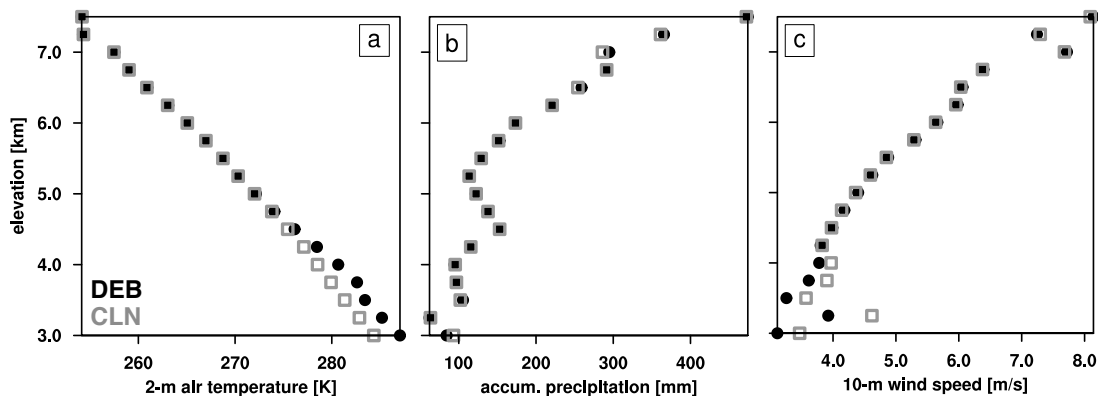 a
b
c
7.0
6.0
5.0
4.0
3.0
elevation [km]
DEB
CLN
260 270 280
2-m air temperature [K]
100 200 300 400
accum. precipitation [mm]
4.0 5.0 6.0 7.0 8.0
10-m wind speed [m/s]